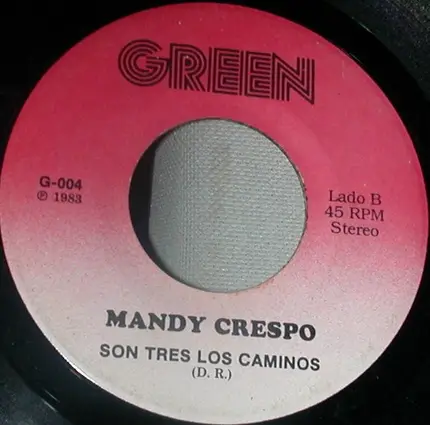 GREEN
G-004
℗ 1983
Lado B
45 RPM
Stereo
MANDY CRESPO
SON TRES LOS CAMINOS
(D. R.)